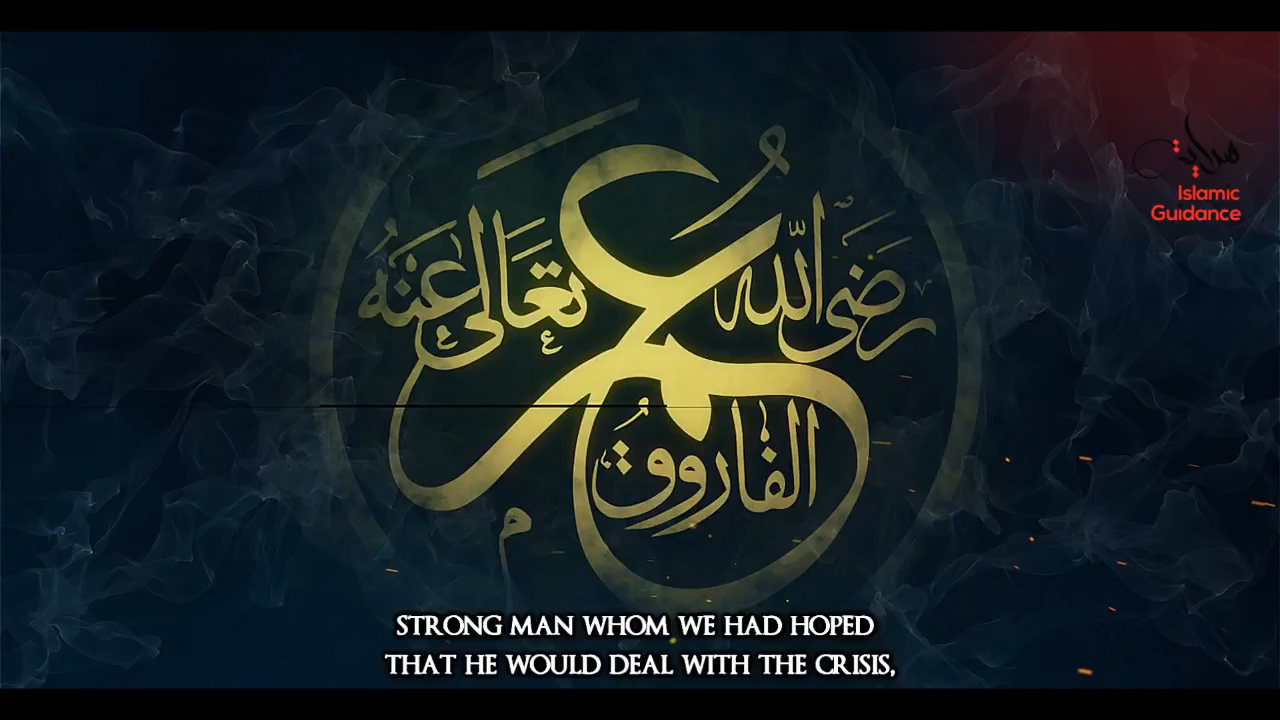 هداية
Islamic
Guidance
عمر
رضي الله تعالى عنه
الفاروق
STRONG MAN WHOM WE HAD HOPED
THAT HE WOULD DEAL WITH THE CRISIS,